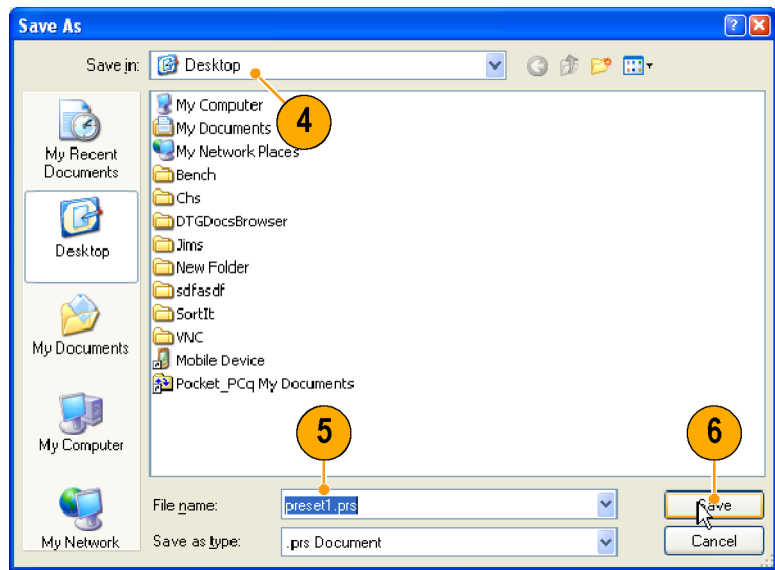 Save As
Save in:
Desktop
4
My Recent
Documents
Desktop
My Documents
My Computer
My Network
My Computer
My Documents
My Network Places
Bench
Chs
DTGDocsBrowser
Jims
New Folder
sdfasdf
SortIt
VNC
Mobile Device
Pocket_PCq My Documents
5
6
File name:
preset1.prs
Save
Save as type:
.prs Document
Cancel